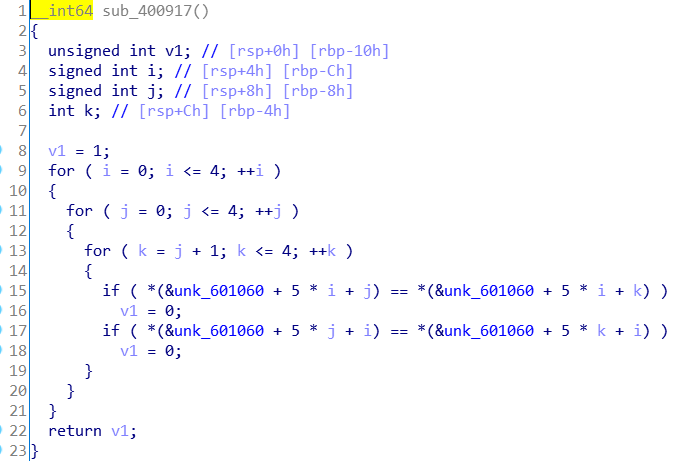 1 __int64 sub_400917()
2 {
3 unsigned int v1; // [rsp+0h] [rbp-10h]
4 signed int i; // [rsp+4h] [rbp-Ch]
5 signed int j; // [rsp+8h] [rbp-8h]
6 int k; // [rsp+Ch] [rbp-4h]
7
8 v1 = 1;
9 for ( i = 0; i <= 4; ++i )
10 {
11 for ( j = 0; j <= 4; ++j )
12 {
13 for ( k = j + 1; k <= 4; ++k )
14 {
15 if ( *(&unk_601060 + 5 * i + j) == *(&unk_601060 + 5 * i + k) )
16 v1 = 0;
17 if ( *(&unk_601060 + 5 * j + i) == *(&unk_601060 + 5 * k + i) )
18 v1 = 0;
19 }
20 }
21 }
22 return v1;
23 }